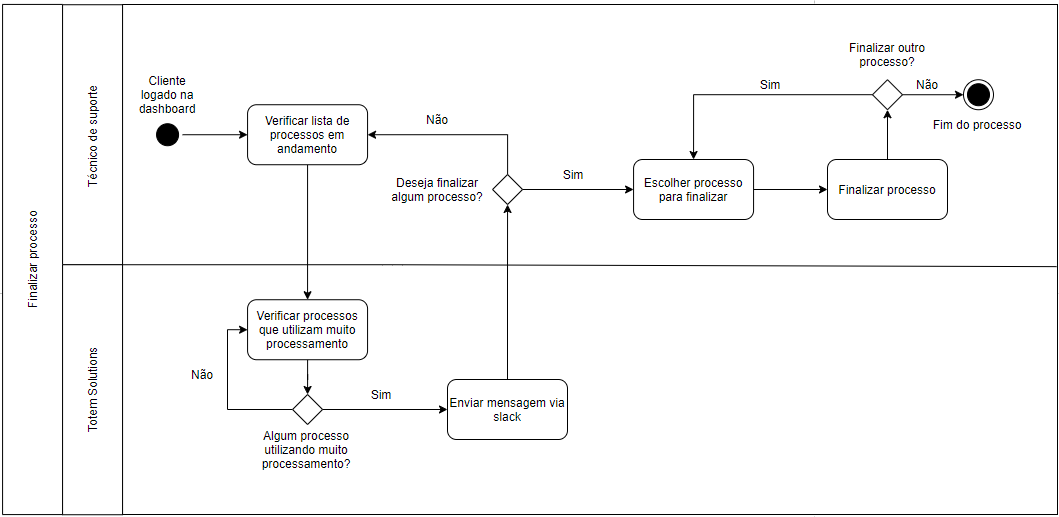 Finalizar processo
Técnico de suporte
Cliente
logado na
dashboard
Verificar lista de
processos em
andamento
Não
Deseja finalizar
algum processo?
Sim
Escolher processo
para finalizar
Finalizar processo
Sim
Finalizar outro
processo?
Não
Fim do processo
Totem Solutions
Verificar processos
que utilizam muito
processamento
Não
Algum processo
utilizando muito
processamento?
Sim
Enviar mensagem via
slack